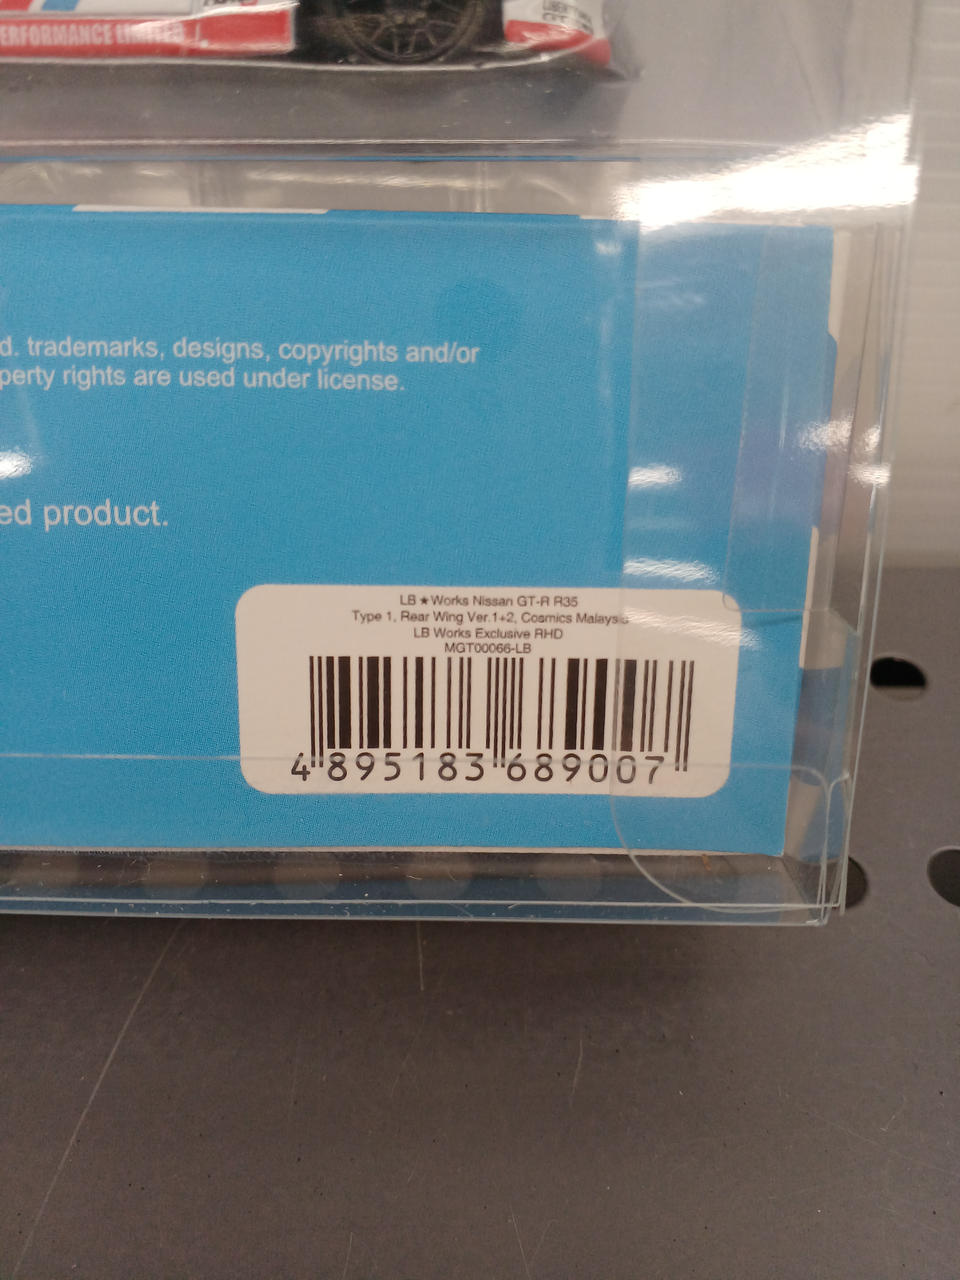 ERFORMANCE LIMITED
d. trademarks, designs, copyrights and/or
perty rights are used under license.
ed product.
LB★Works Nissan GT-R R35
Type 1, Rear Wing Ver.1+2, Cosmics Malaysia
LB Works Exclusive RHD
MGT00066-LB
4 895183 689007